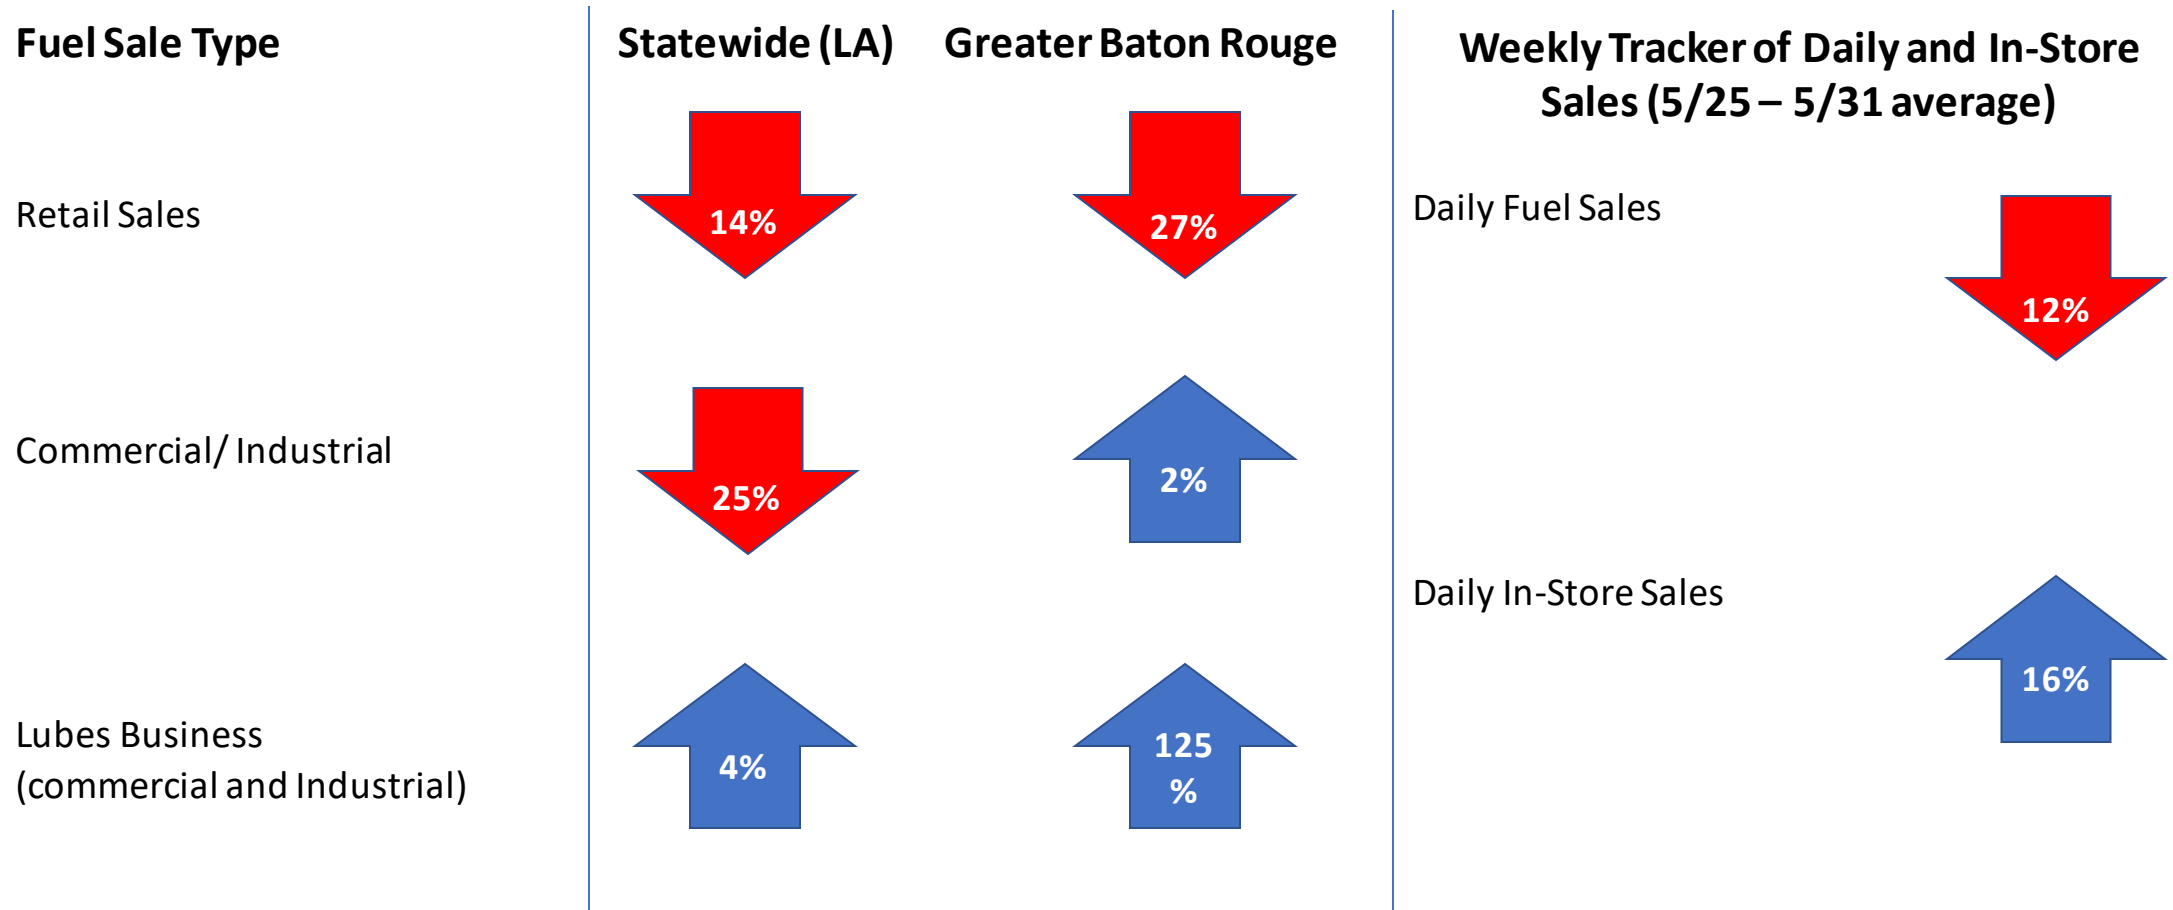 Fuel Sale Type
Statewide (LA)
Greater Baton Rouge
Weekly Tracker of Daily and In-Store
Sales (5/25 – 5/31 average)
Retail Sales
14%
27%
Daily Fuel Sales
12%
Commercial/ Industrial
25%
2%
Daily In-Store Sales
16%
Lubes Business
(commercial and Industrial)
4%
125
%